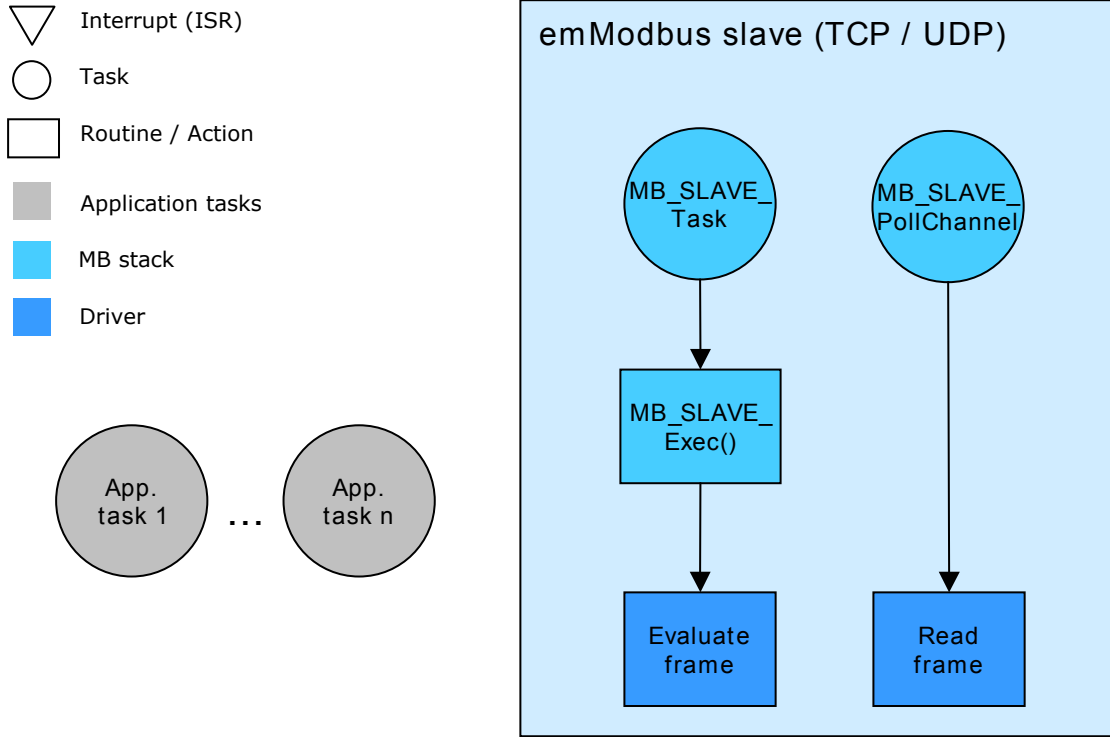 Interrupt (ISR)
Task
Routine / Action
Application tasks
MB stack
Driver
App.
task 1
...
App.
task n
emModbus slave (TCP / UDP)
MB_SLAVE_
Task
MB_SLAVE_
PollChannel
MB_SLAVE_
Exec()
Evaluate
frame
Read
frame